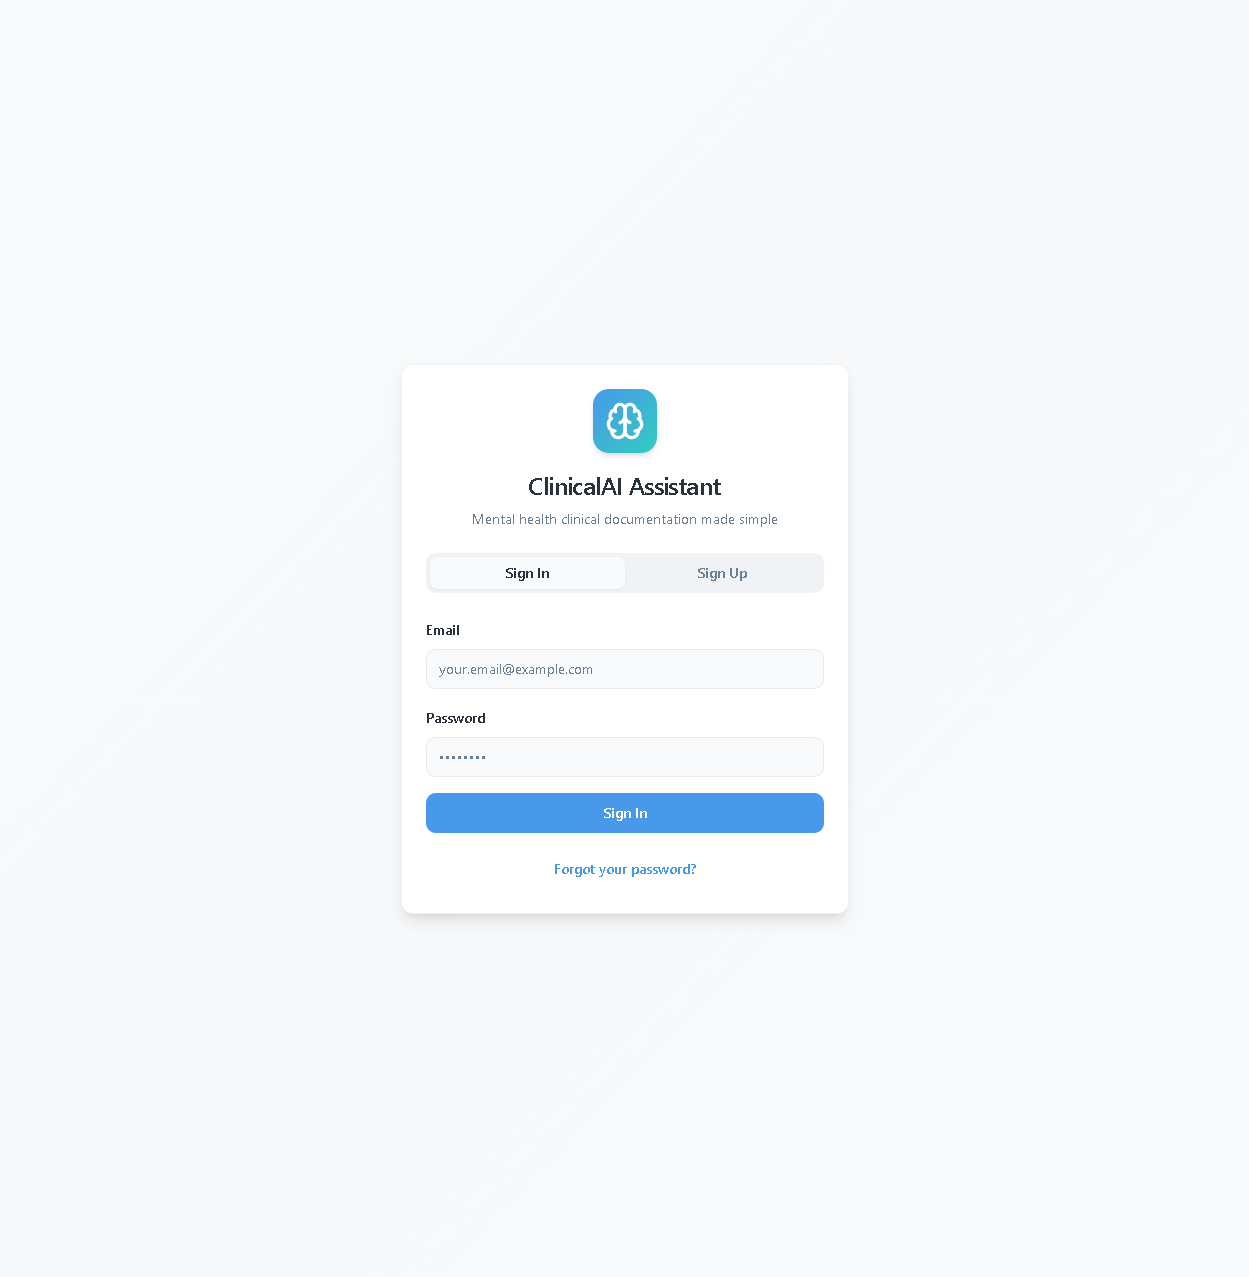 ClinicalAI Assistant
Mental health clinical documentation made simple
Sign In
Sign Up
Email
your.email@example.com
Password
••••••••
Sign In
Forgot your password?